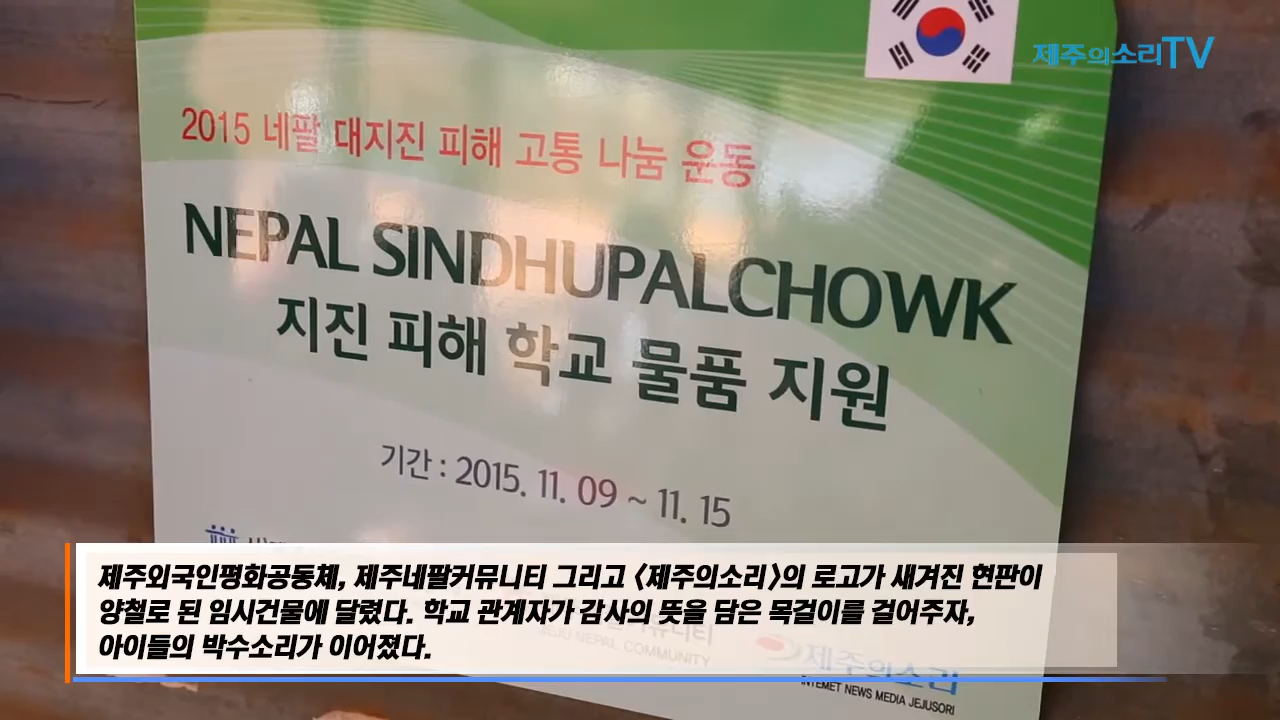 제주의소리TV
2015 네팔 대지진 피해 고통 나눔 운동
NEPAL SINDHUPALCHOWK
지진 피해 학교 물품 지원
기간 : 2015. 11. 09 ~ 11. 15
제주외국인평화공동체, 제주네팔커뮤니티 그리고 <제주의소리>의 로고가 새겨진 현판이
양철로 된 임시건물에 달렸다. 학교 관계자가 감사의 뜻을 담은 목걸이를 걸어주자,
아이들의 박수소리가 이어졌다.
NEPAL COMMUNITY
제주의소리
INTERNET NEWS MEDIA JEJUSORI